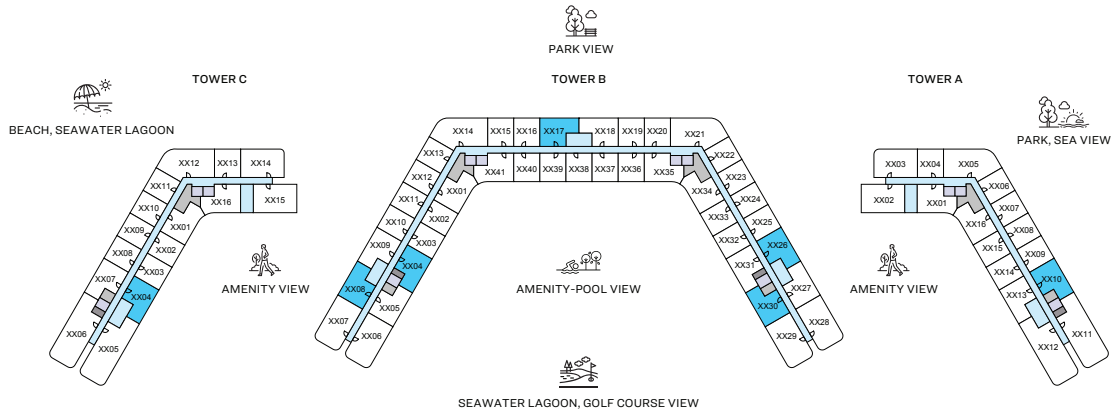 PARK VIEW
TOWER C
TOWER B
TOWER A
BEACH, SEAWATER LAGOON
PARK, SEA VIEW
XX12
XX13
XX14
XX11
XX10
XX09
XX08
XX07
XX06
XX05
XX04
XX03
XX02
XX01
XX16
XX15
AMENITY VIEW
XX14
XX15
XX16
XX17
XX18
XX19
XX20
XX21
XX13
XX12
XX11
XX10
XX09
XX08
XX07
XX06
XX05
XX04
XX03
XX02
XX01
XX41
XX40
XX39
XX38
XX37
XX36
XX35
XX34
XX33
XX32
XX31
XX30
XX29
XX28
XX27
XX26
XX25
XX24
XX23
XX22
AMENITY-POOL VIEW
AMENITY VIEW
XX03
XX04
XX05
XX02
XX01
XX16
XX15
XX14
XX13
XX12
XX11
XX10
XX09
XX08
XX07
XX06
SEAWATER LAGOON, GOLF COURSE VIEW